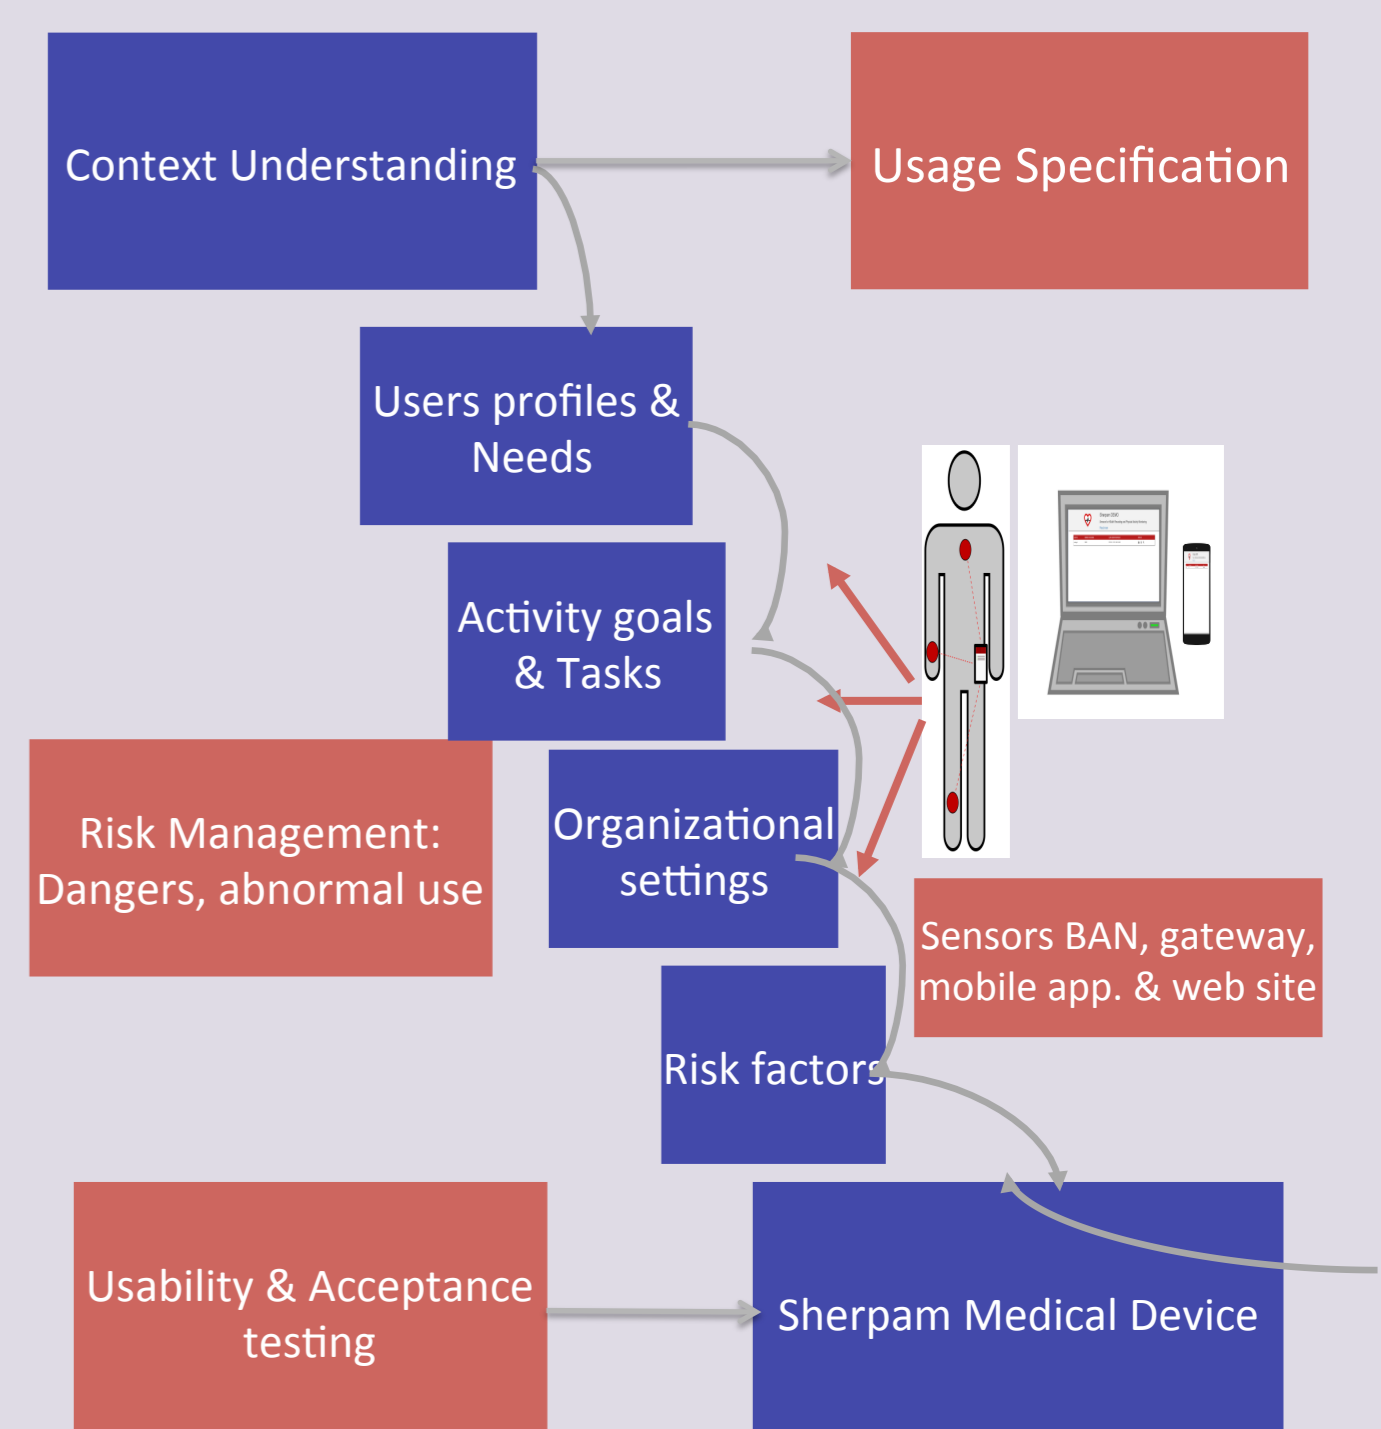 Context Understanding
Usage Specification
Users profiles &
Needs
Activity goals
& Tasks
Risk Management:
Dangers, abnormal use
Organizational
settings
Sensors BAN, gateway,
mobile app. & web site
Risk factors
Usability & Acceptance
testing
Sherpam Medical Device